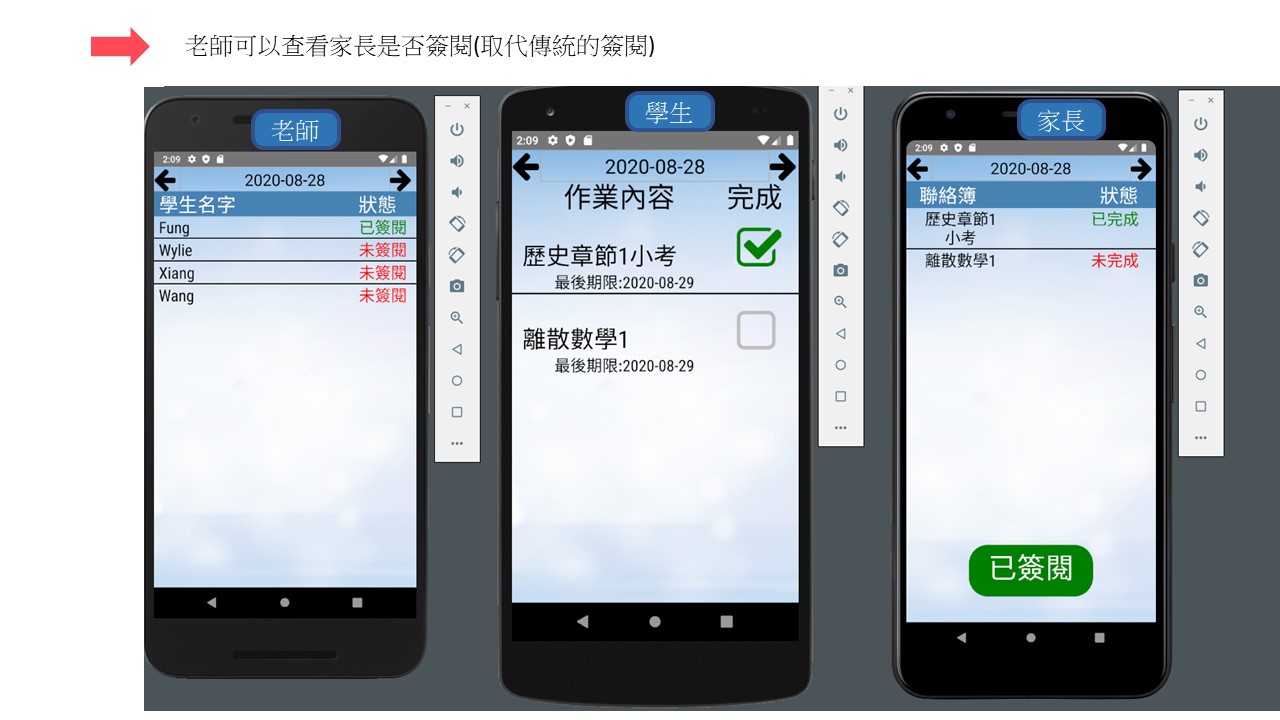 老師可以查看家長是否簽閱(取代傳統的簽閱)
老師
2:09
2020-08-28
學生名字 狀態
Fung 已簽閱
Wylie 未簽閱
Xiang 未簽閱
Wang 未簽閱
學生
2:09
2020-08-28
作業內容 完成
歷史章節1小考
最後期限:2020-08-29
離散數學1
最後期限:2020-08-29
家長
2:09
2020-08-28
聯絡簿 狀態
歷史章節1 已完成
小考
離散數學1 未完成
已簽閱